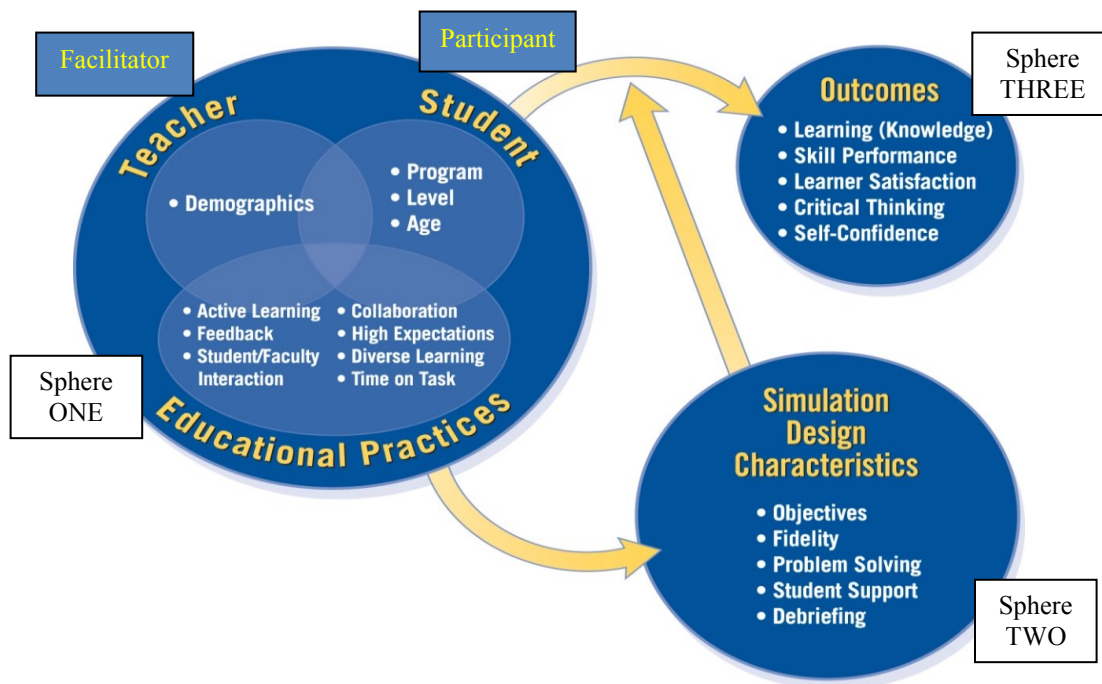 Facilitator
Participant
Teacher
Student
• Demographics
• Program
• Level
• Age
• Active Learning
• Feedback
• Student/Faculty
Interaction
• Collaboration
• High Expectations
• Diverse Learning
• Time on Task
Educational Practices
Sphere
ONE
Outcomes
• Learning (Knowledge)
• Skill Performance
• Learner Satisfaction
• Critical Thinking
• Self-Confidence
Sphere
THREE
Simulation
Design
Characteristics
• Objectives
• Fidelity
• Problem Solving
• Student Support
• Debriefing
Sphere
TWO